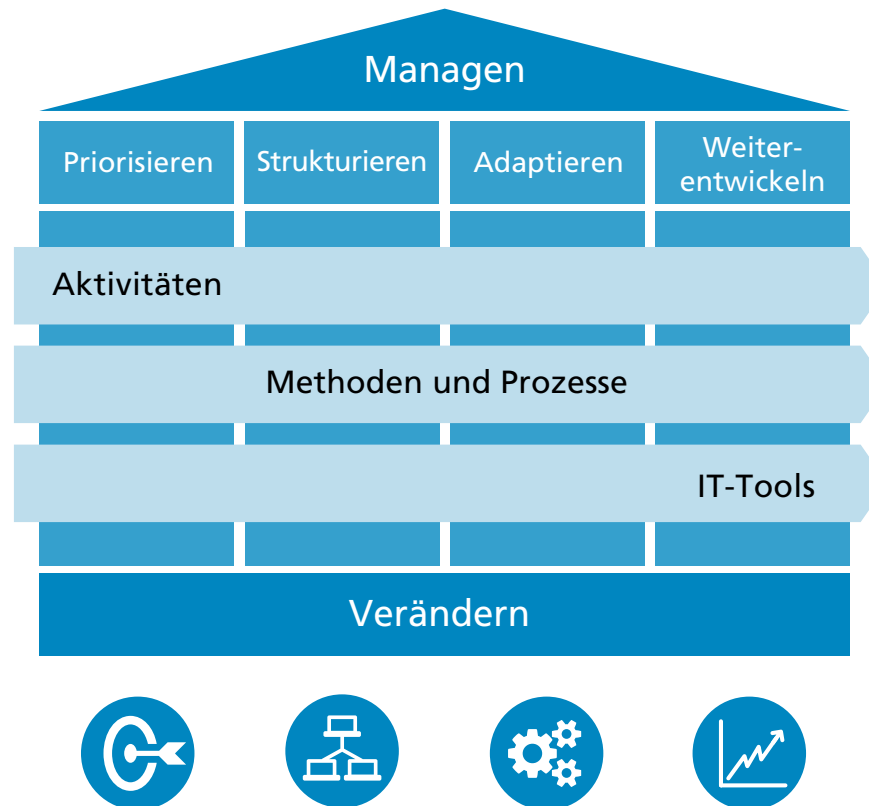 Managen
Priorisieren
Strukturieren
Adaptieren
Weiter-
entwickeln
Aktivitäten
Methoden und Prozesse
IT-Tools
Verändern